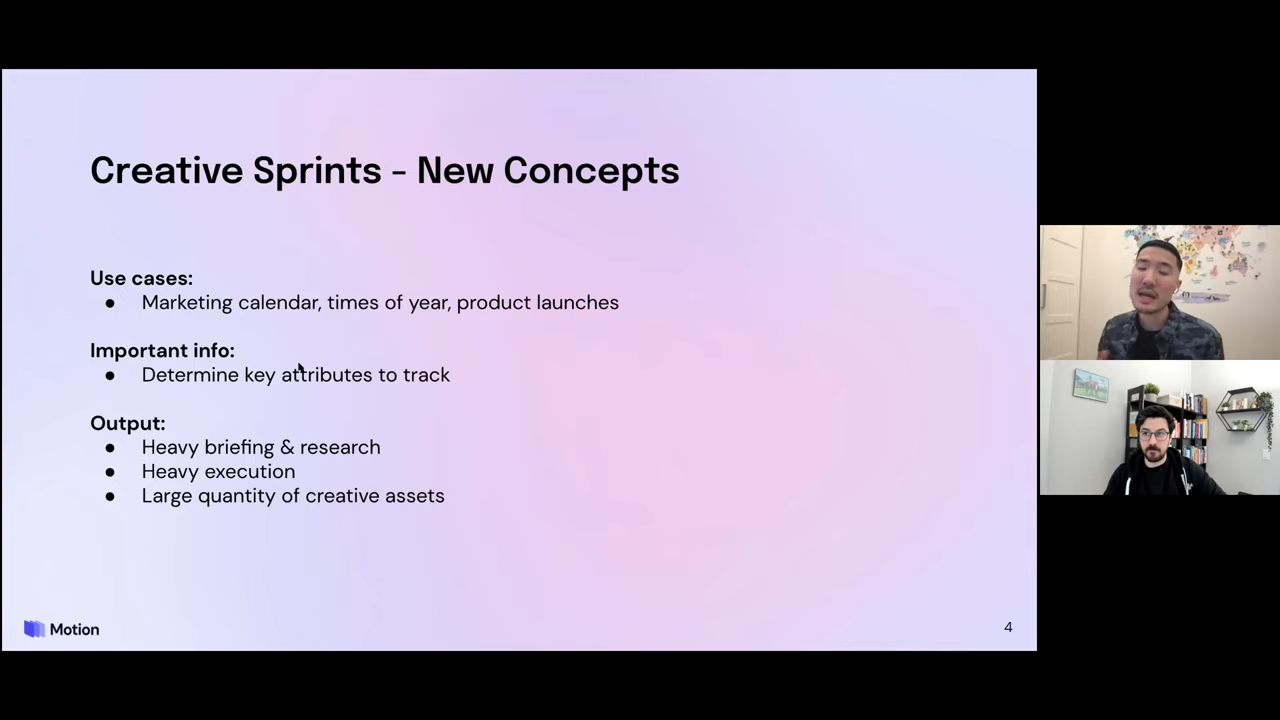 Creative Sprints – New Concepts
Use cases:
● Marketing calendar, times of year, product launches
Important info:
● Determine key attributes to track
Output:
● Heavy briefing & research
● Heavy execution
● Large quantity of creative assets
Motion
4